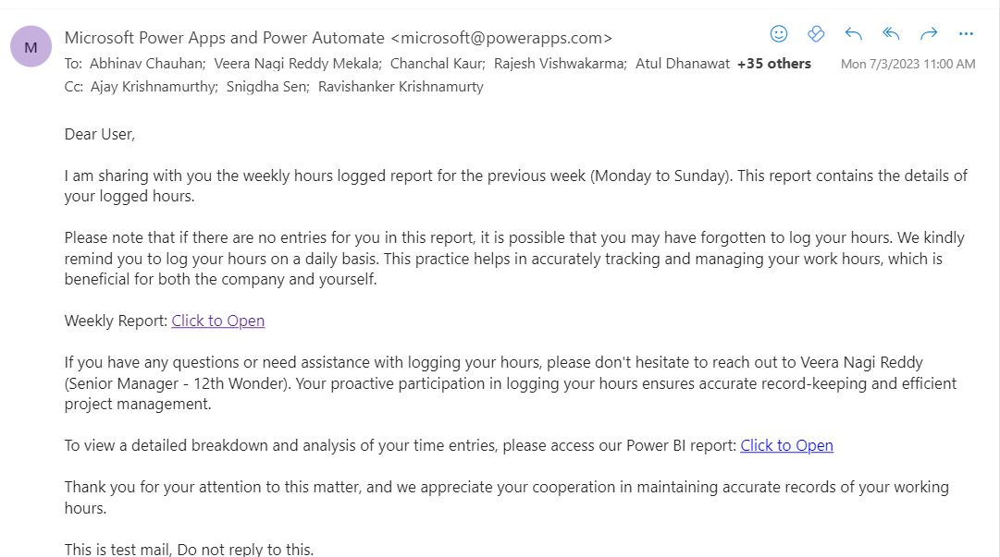 M
Microsoft Power Apps and Power Automate <microsoft@powerapps.com>
To: Abhinav Chauhan; Veera Nagi Reddy Mekala; Chanchal Kaur; Rajesh Vishwakarma; Atul Dhanawat +35 others
Mon 7/3/2023 11:00 AM
Cc: Ajay Krishnamurthy; Snigdha Sen; Ravishanker Krishnamurty
Dear User,
I am sharing with you the weekly hours logged report for the previous week (Monday to Sunday). This report contains the details of
your logged hours.
Please note that if there are no entries for you in this report, it is possible that you may have forgotten to log your hours. We kindly
remind you to log your hours on a daily basis. This practice helps in accurately tracking and managing your work hours, which is
beneficial for both the company and yourself.
Weekly Report: Click to Open
If you have any questions or need assistance with logging your hours, please don't hesitate to reach out to Veera Nagi Reddy
(Senior Manager - 12th Wonder). Your proactive participation in logging your hours ensures accurate record-keeping and efficient
project management.
To view a detailed breakdown and analysis of your time entries, please access our Power BI report: Click to Open
Thank you for your attention to this matter, and we appreciate your cooperation in maintaining accurate records of your working
hours.
This is test mail, Do not reply to this.